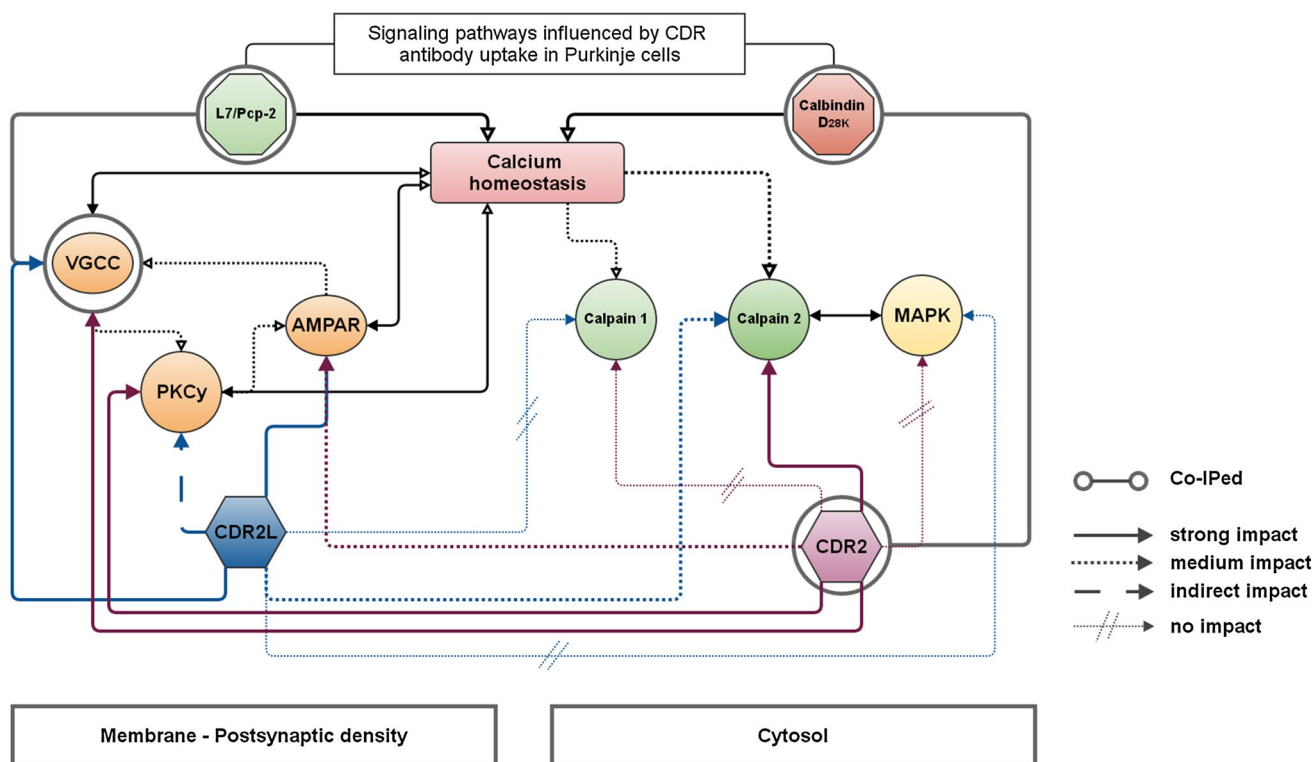 Signaling pathways influenced by CDR
antibody uptake in Purkinje cells
L7/Pcp-2
Calbindin
D28K
Calcium
homeostasis
VGCC
AMPAR
Calpain 1
Calpain 2
MAPK
PKCy
CDR2L
CDR2
Co-IPed
strong impact
medium impact
indirect impact
no impact
Membrane - Postsynaptic density
Cytosol